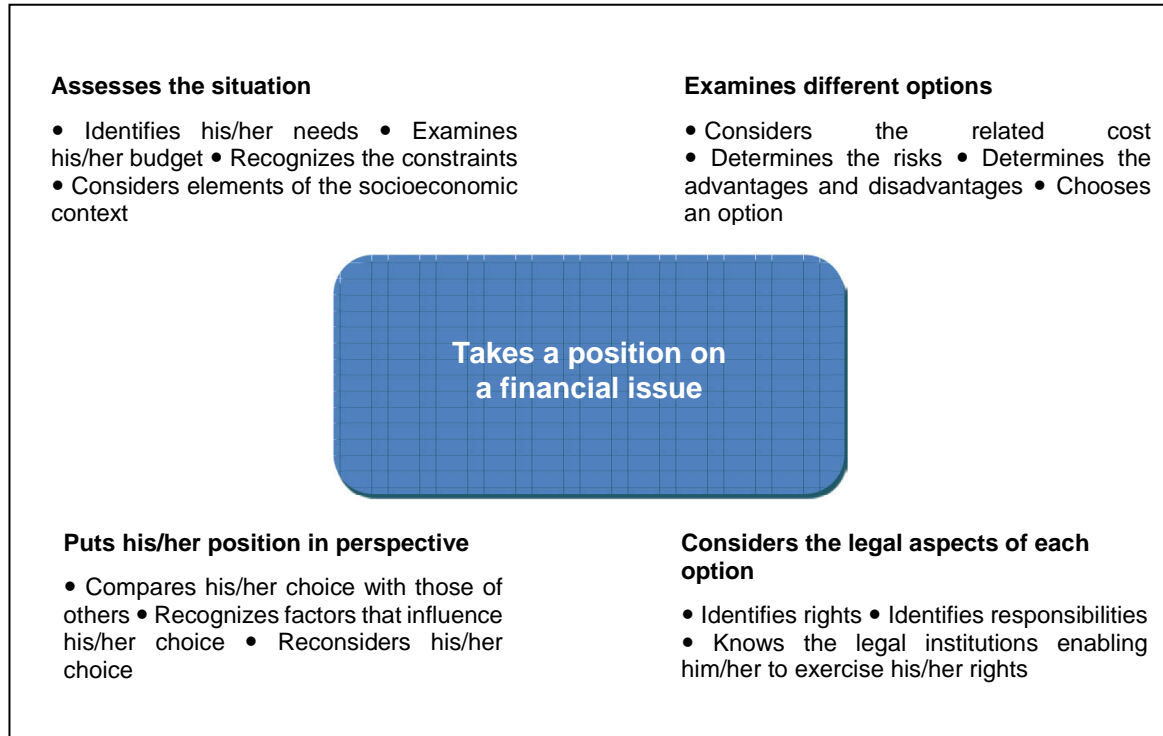 Assesses the situation
• Identifies his/her needs • Examines
his/her budget • Recognizes the constraints
• Considers elements of the socioeconomic
context
Examines different options
• Considers the related cost
• Determines the risks • Determines the
advantages and disadvantages • Chooses
an option
Takes a position on
a financial issue
Puts his/her position in perspective
• Compares his/her choice with those of
others • Recognizes factors that influence
his/her choice • Reconsiders his/her
choice
Considers the legal aspects of each
option
• Identifies rights • Identifies responsibilities
• Knows the legal institutions enabling
him/her to exercise his/her rights